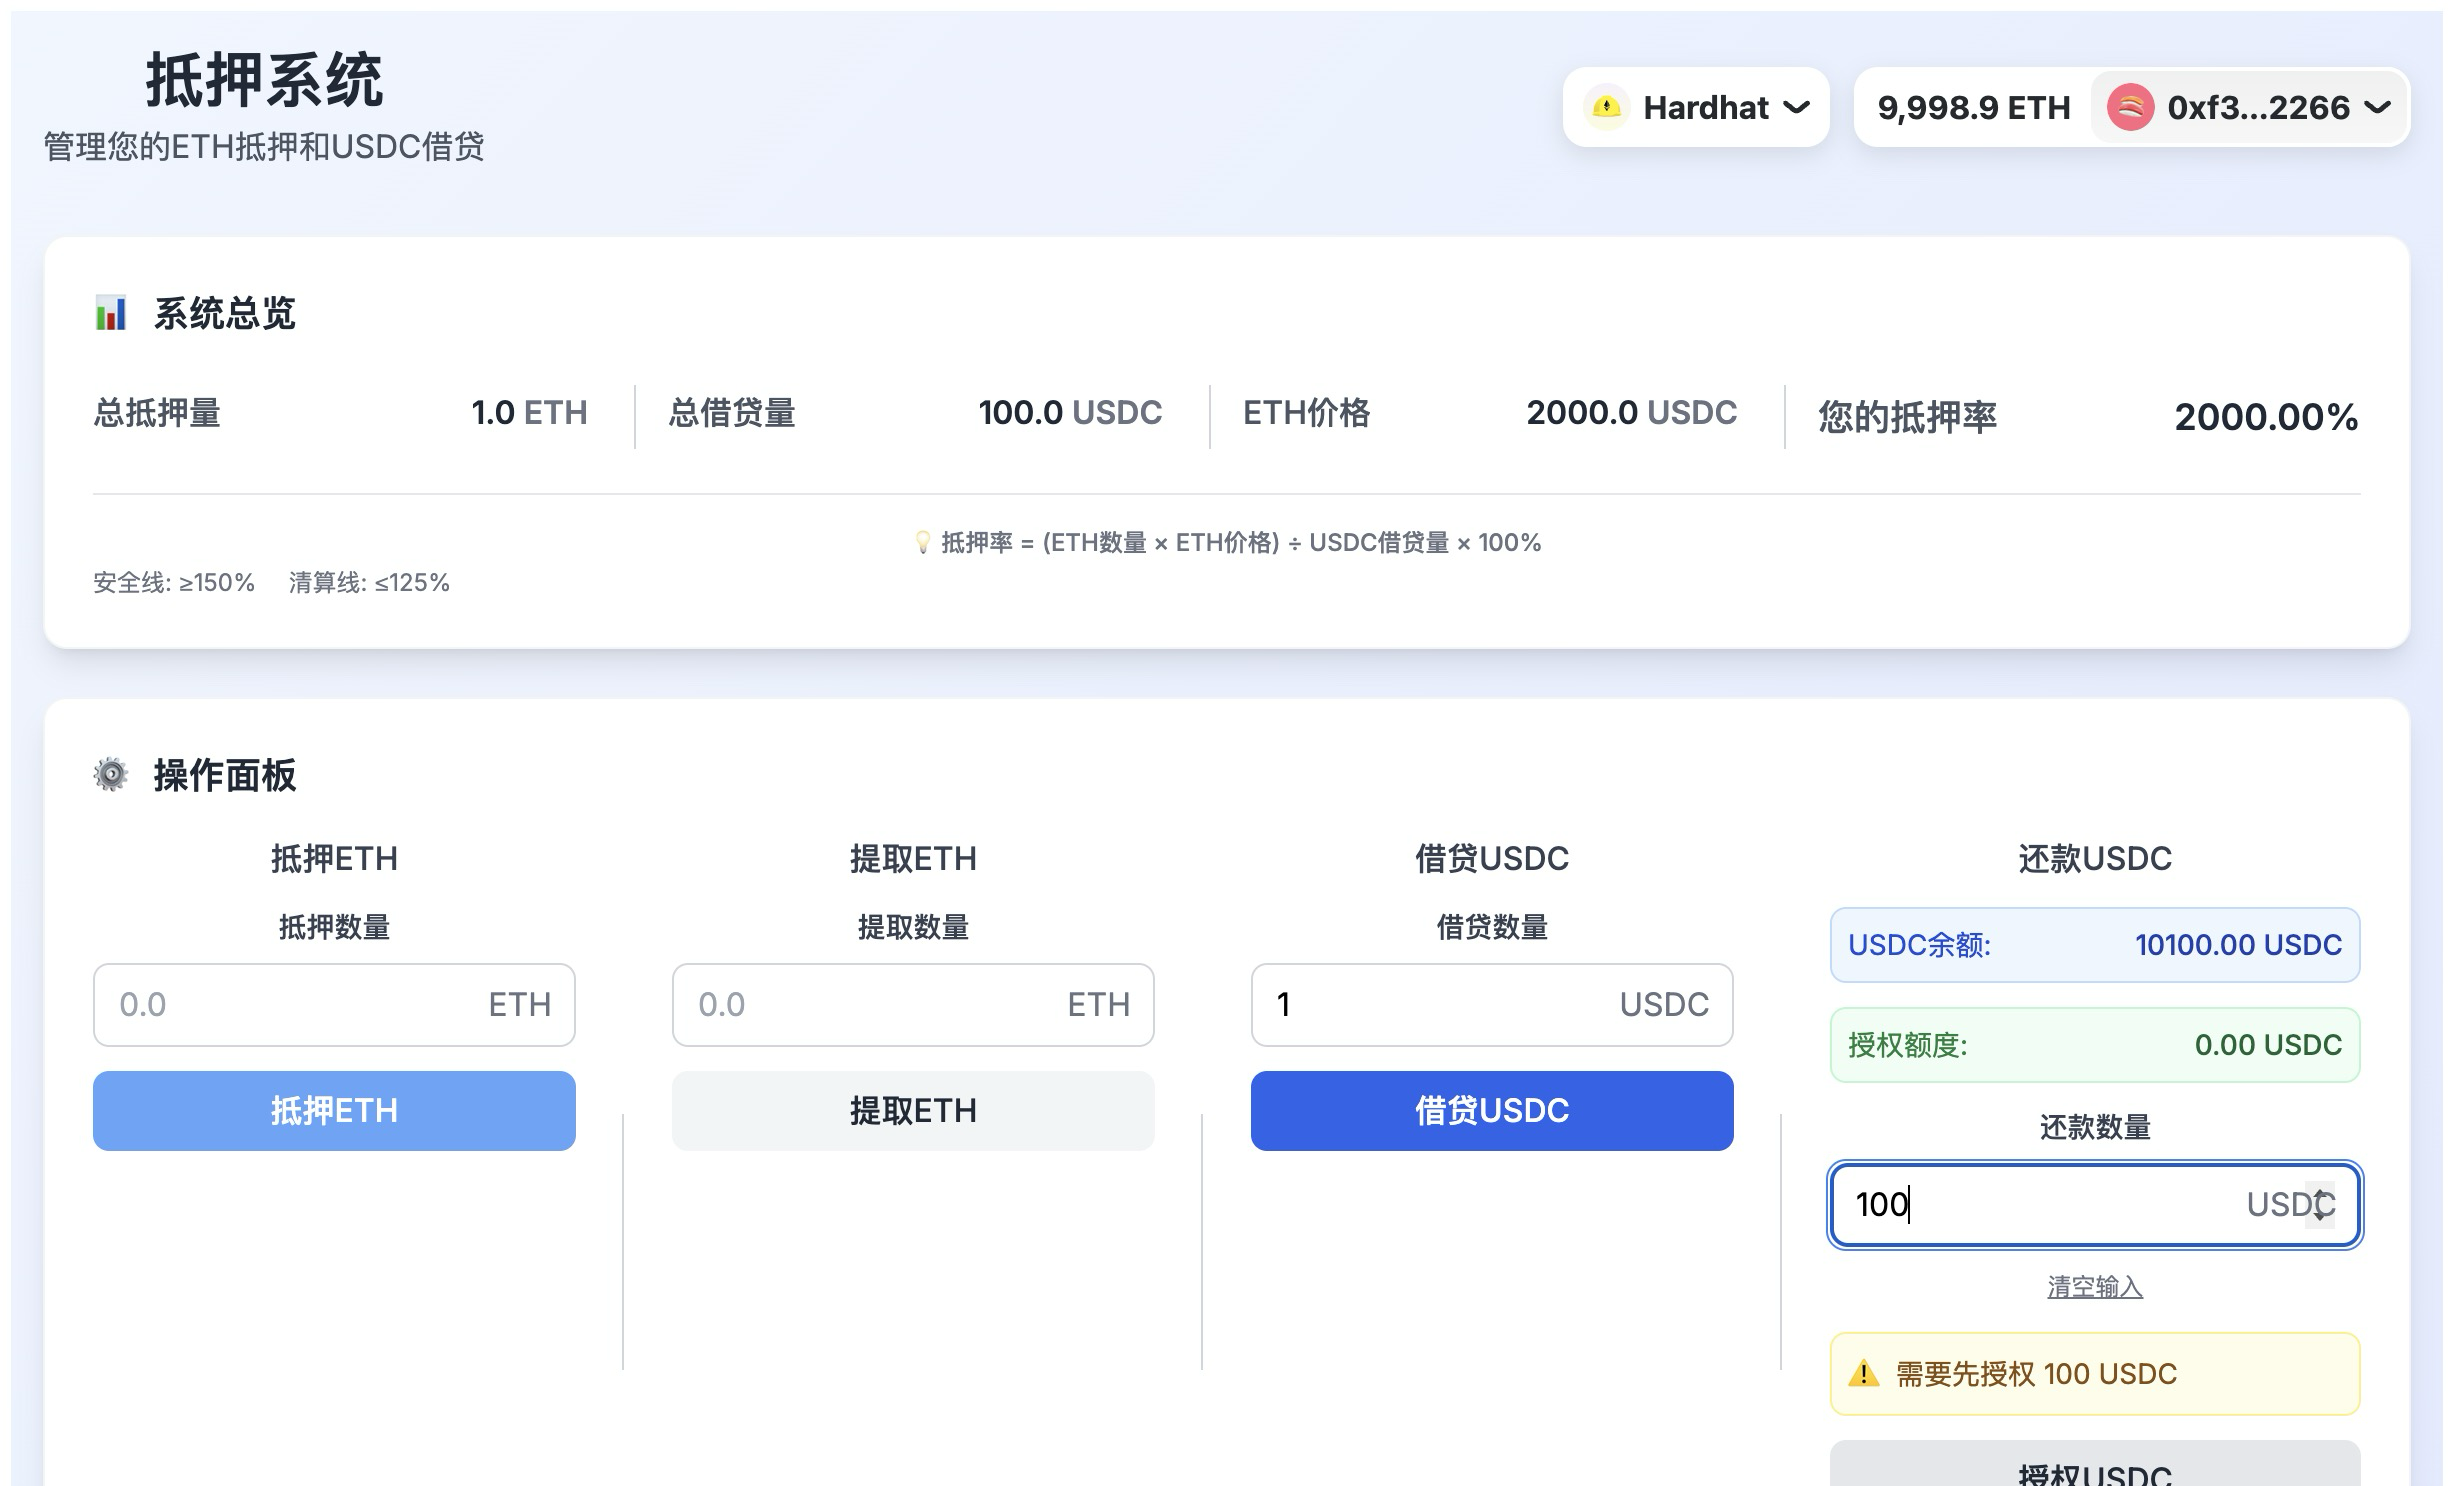 抵押系统
管理您的ETH抵押和USDC借贷
Hardhat
9,998.9 ETH
0xf3...2266
系统总览
总抵押量 1.0 ETH
总借贷量 100.0 USDC
ETH价格 2000.0 USDC
您的抵押率 2000.00%
抵押率 = (ETH数量 × ETH价格) ÷ USDC借贷量 × 100%
安全线: ≥150% 清算线: ≤125%
操作面板
抵押ETH
抵押数量
0.0 ETH
抵押ETH
提取ETH
提取数量
0.0 ETH
提取ETH
借贷USDC
借贷数量
1 USDC
借贷USDC
还款USDC
USDC余额: 10100.00 USDC
授权额度: 0.00 USDC
还款数量
100 USDC
清空输入
需要先授权 100 USDC
授权USDC